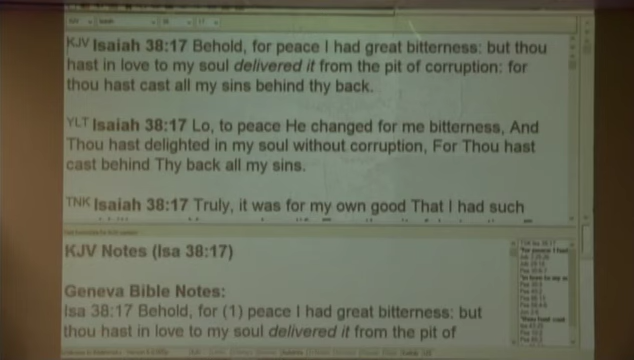 KJV Isaiah 38:17 Behold, for peace I had great bitterness: but thou
hast in love to my soul delivered it from the pit of corruption: for
thou hast cast all my sins behind thy back.
YLT Isaiah 38:17 Lo, to peace He changed for me bitterness, And
Thou hast delighted in my soul without corruption, For Thou hast
cast behind Thy back all my sins.
TNK Isaiah 38:17 Truly, it was for my own good That I had such
KJV Notes (Isa 38:17)
Geneva Bible Notes:
Isa 38:17 Behold, for (1) peace I had great bitterness: but
thou hast in love to my soul delivered it from the pit of